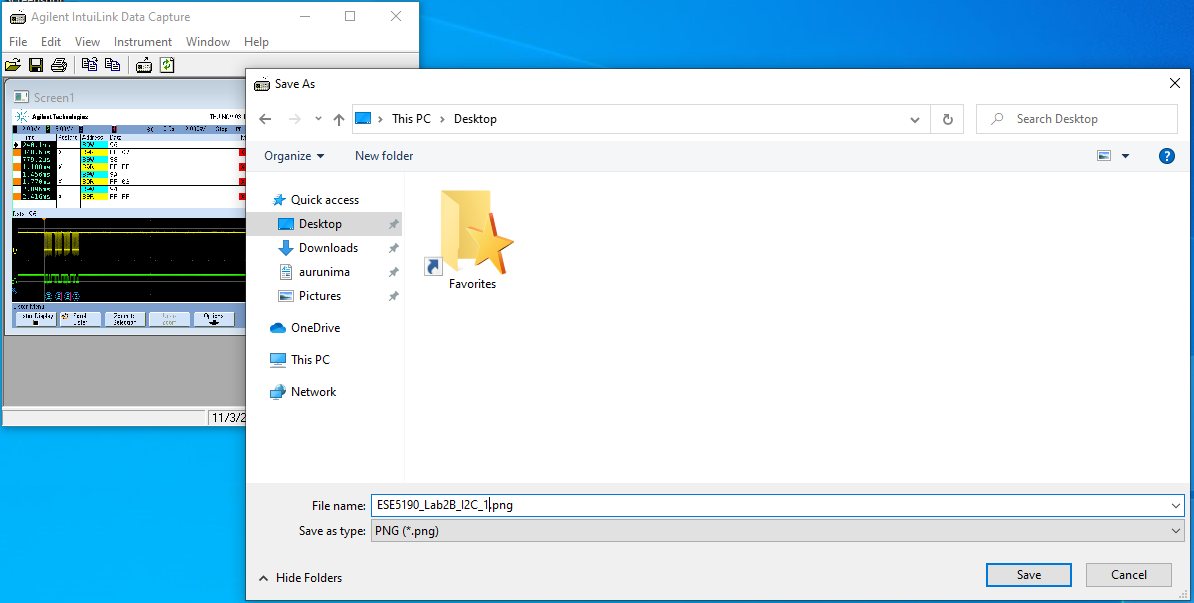 Agilent IntuiLink Data Capture
File Edit View Instrument Window Help
Screen1
Agilent Technologies
Address Data
11/3/2
Save As
This PC Desktop
Search Desktop
Organize New folder
Quick access
Desktop
Downloads
aurunima
Pictures
OneDrive
This PC
Network
Favorites
File name: ESE5190_Lab2B_I2C_1.png
Save as type: PNG (*.png)
Hide Folders
Save Cancel